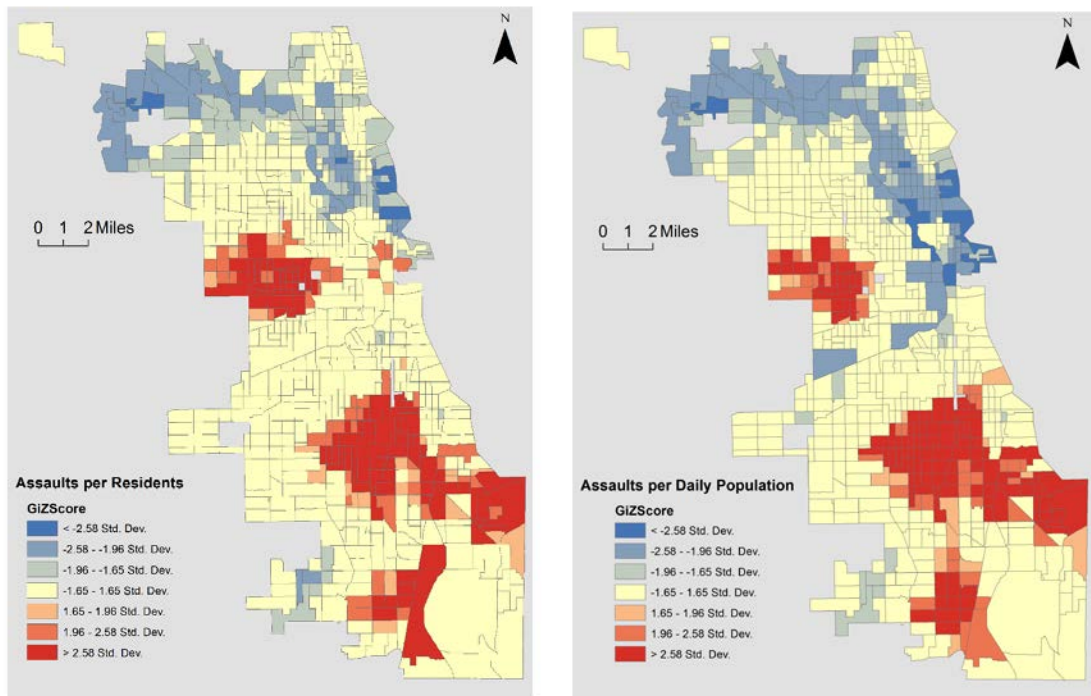 N
0 1 2 Miles
Assaults per Residents
GiZScore
< -2.58 Std. Dev.
-2.58 - -1.96 Std. Dev.
-1.96 - -1.65 Std. Dev.
-1.65 - 1.65 Std. Dev.
1.65 - 1.96 Std. Dev.
1.96 - 2.58 Std. Dev.
> 2.58 Std. Dev.
N
0 1 2 Miles
Assaults per Daily Population
GiZScore
< -2.58 Std. Dev.
-2.58 - -1.96 Std. Dev.
-1.96 - -1.65 Std. Dev.
-1.65 - 1.65 Std. Dev.
1.65 - 1.96 Std. Dev.
1.96 - 2.58 Std. Dev.
> 2.58 Std. Dev.